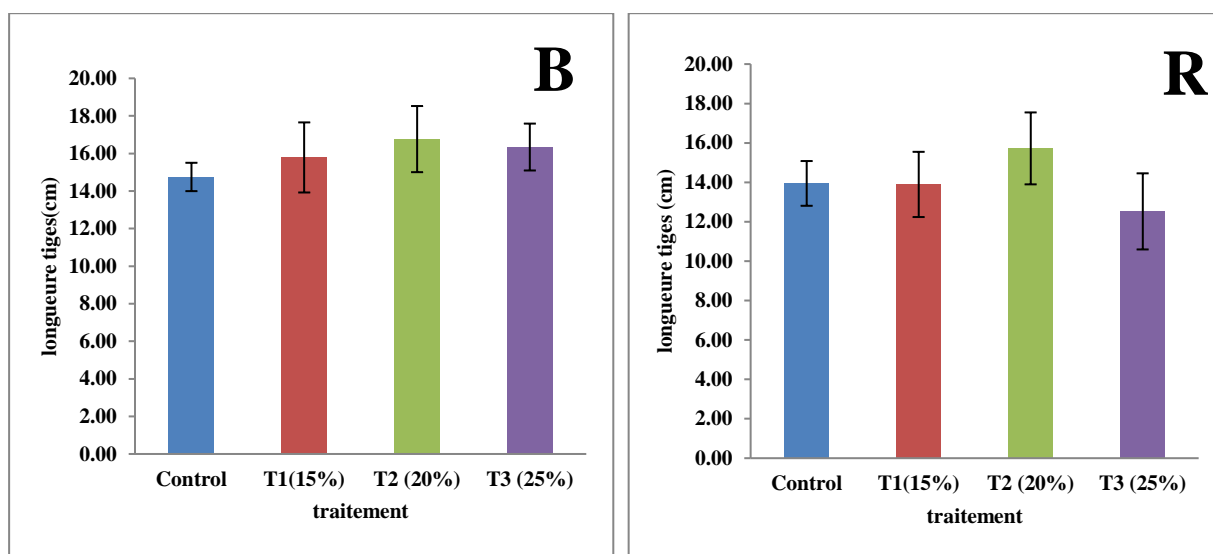 B
20.00
18.00
16.00
14.00
12.00
10.00
8.00
6.00
4.00
2.00
0.00
longueure tiges(cm)
Control T1(15%) T2 (20%) T3 (25%)
traitement
R
20.00
18.00
16.00
14.00
12.00
10.00
8.00
6.00
4.00
2.00
0.00
longueure tiges (cm)
Control T1(15%) T2 (20%) T3 (25%)
traitement